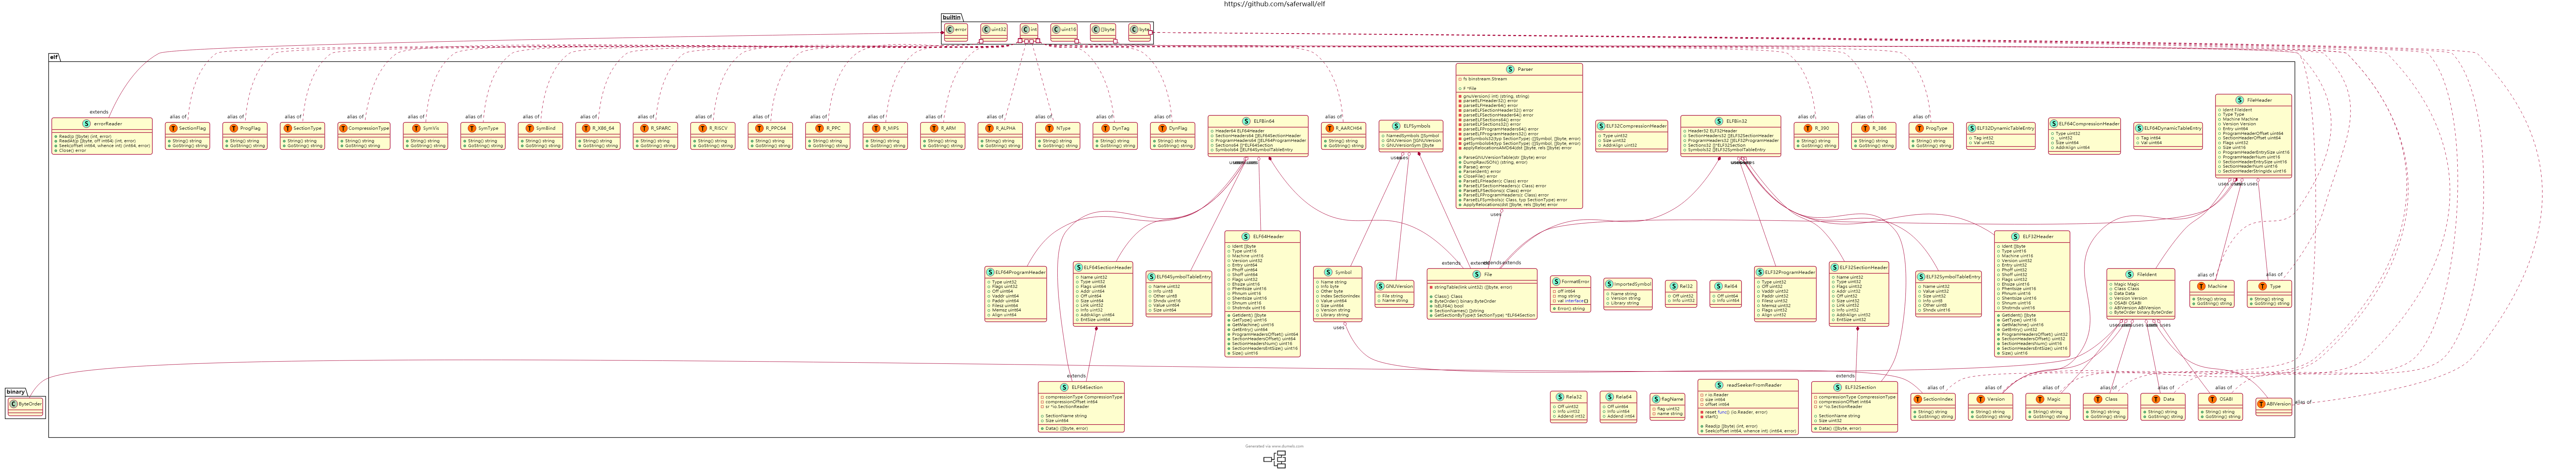 https://github.com/saferwall/elf
builtin
error
uint32
int
uint16
[]byte
byte
elf
extends
alias of
errorReader
Read(p []byte) (int, error)
ReadAt(p []byte, off int64) (int, error)
Seek(offset int64, whence int) (int64, error)
Close() error
SectionFlag
String() string
GoString() string
ProgFlag
String() string
GoString() string
SectionType
String() string
GoString() string
CompressionType
String() string
GoString() string
SymVis
String() string
GoString() string
SymType
String() string
GoString() string
SymBind
String() string
GoString() string
R_X86_64
String() string
GoString() string
R_SPARC
String() string
GoString() string
R_RISCV
String() string
GoString() string
R_PPC64
String() string
GoString() string
R_PPC
String() string
GoString() string
R_MIPS
String() string
GoString() string
R_ARM
String() string
GoString() string
R_ALPHA
String() string
GoString() string
NType
String() string
GoString() string
DynTag
String() string
GoString() string
DynFlag
String() string
GoString() string
ELFBin64
Header64 ELF64Header
SectionHeaders64 []ELF64SectionHeader
ProgramHeaders64 []ELF64ProgramHeader
Sections64 []*ELF64Section
Symbols64 []ELF64SymbolTableEntry
R_AARCH64
String() string
GoString() string
ELFSymbols
NamedSymbols []Symbol
GNUVersion []GNUVersion
GNUVersionSym []byte
Parser
fs binstream.Stream
F *File
gnuVersion(i int) (string, string)
parseELFHeader32() error
parseELFHeader64() error
parseELFSectionHeader32() error
parseELFSectionHeader64() error
parseELFSections64() error
parseELFSections32() error
parseELFProgramHeaders64() error
parseELFProgramHeaders32() error
ParseGNUVersionTable(str []byte) error
DumpRawJSON() (string, error)
Parse() error
ParseIdent() error
CloseFile() error
ParseELFHeader(c Class) error
ParseELFSectionHeaders(c Class) error
ParseELFSections(c Class) error
ParseELFProgramHeaders(c Class) error
ParseELFSymbols(c Class, typ SectionType) error
ApplyRelocations(dst []byte, rels []byte) error
ELF32CompressionHeader
Type uint32
Size uint32
AddrAlign uint32
ELFBin32
Header32 ELF32Header
SectionHeaders32 []ELF32SectionHeader
ProgramHeaders32 []ELF32ProgramHeader
Sections32 []*ELF32Section
Symbols32 []ELF32SymbolTableEntry
R_390
String() string
GoString() string
R_386
String() string
GoString() string
ProgType
String() string
GoString() string
ELF32DynamicTableEntry
Tag int32
Val uint32
ELF64CompressionHeader
Type uint32
_ uint32
Size uint64
AddrAlign uint64
ELF64DynamicTableEntry
Tag int64
Val uint64
FileHeader
Ident FileIdent
Type Type
Machine Machine
Version Version
Entry uint64
ProgramHeaderOffset uint64
SectionHeaderOffset uint64
Flags uint32
Size uint16
ProgramHeaderEntrySize uint16
ProgramHeaderNum uint16
SectionHeaderEntrySize uint16
SectionHeaderNum uint16
SectionHeaderStringIdx uint16
uses
ELF64ProgramHeader
Type uint32
Flags uint32
Off uint64
Vaddr uint64
Paddr uint64
Filesz uint64
Memsz uint64
Align uint64
ELF64SectionHeader
Name uint32
Type uint32
Flags uint64
Addr uint64
Off uint64
Size uint64
Link uint32
Info uint32
AddrAlign uint64
EntSize uint64
ELF64SymbolTableEntry
Name uint32
Info uint8
Other uint8
Shndx uint16
Value uint64
Size uint64
ELF64Header
Ident []byte
Type uint16
Machine uint16
Version uint32
Entry uint64
Phoff uint64
Shoff uint64
Flags uint32
Ehsize uint16
Phentsize uint16
Phnum uint16
Shentsize uint16
Shnum uint16
Shstrndx uint16
GetIdent() []byte
GetType() uint16
GetMachine() uint16
GetEntry() uint64
ProgramHeadersOffset() uint64
SectionHeadersOffset() uint64
SectionHeadersNum() uint16
SectionHeadersEntSize() uint16
Size() uint16
Symbol
Name string
Info byte
Other byte
Index SectionIndex
Value uint64
Size uint64
Version string
Library string
GNUVersion
File string
Name string
File
stringTable(link uint32) ([]byte, error)
Class() Class
ByteOrder() binary.ByteOrder
IsELF64() bool
SectionNames() []string
GetSectionByType(t SectionType) *ELF64Section
FormatError
off int64
msg string
val interface{}
Error() string
ImportedSymbol
Name string
Version string
Library string
Rel32
Off uint32
Info uint32
Rel64
Off uint64
Info uint64
ELF32ProgramHeader
Type uint32
Off uint32
Vaddr uint32
Paddr uint32
Filesz uint32
Memsz uint32
Flags uint32
Align uint32
ELF32SectionHeader
Name uint32
Type uint32
Flags uint32
Addr uint32
Off uint32
Size uint32
Link uint32
Info uint32
AddrAlign uint32
EntSize uint32
ELF32SymbolTableEntry
Name uint32
Value uint32
Size uint32
Info uint8
Other uint8
Shndx uint16
ELF32Header
Ident []byte
Type uint16
Machine uint16
Version uint32
Entry uint32
Phoff uint32
Shoff uint32
Flags uint32
Ehsize uint16
Phentsize uint16
Phnum uint16
Shentsize uint16
Shnum uint16
Shstrndx uint16
GetIdent() []byte
GetType() uint16
GetMachine() uint16
GetEntry() uint32
ProgramHeadersOffset() uint32
SectionHeadersOffset() uint32
SectionHeadersNum() uint16
SectionHeadersEntSize() uint16
Size() uint16
FileIdent
Magic Magic
Class Class
Data Data
Version Version
OSABI OSABI
ABIVersion ABIVersion
ByteOrder binary.ByteOrder
Machine
String() string
GoString() string
Type
String() string
GoString() string
binary
ByteOrder
ELF64Section
compressionType CompressionType
compressionOffset int64
sr *io.SectionReader
SectionName string
Size uint64
Data() ([]byte, error)
Rela32
Off uint32
Info uint32
Addend int32
Rela64
Off uint64
Info uint64
Addend int64
flagName
flag uint32
name string
readSeekerFromReader
r io.Reader
size int64
offset int64
reset func() (io.Reader, error)
start()
Read(p []byte) (int, error)
Seek(offset int64, whence int) (int64, error)
ELF32Section
compressionType CompressionType
compressionOffset int64
sr *io.SectionReader
SectionName string
Size uint32
Data() ([]byte, error)
SectionIndex
String() string
GoString() string
Version
String() string
GoString() string
Magic
String() string
GoString() string
Class
String() string
GoString() string
Data
String() string
GoString() string
OSABI
String() string
GoString() string
ABIVersion
Generated via www.dumels.com